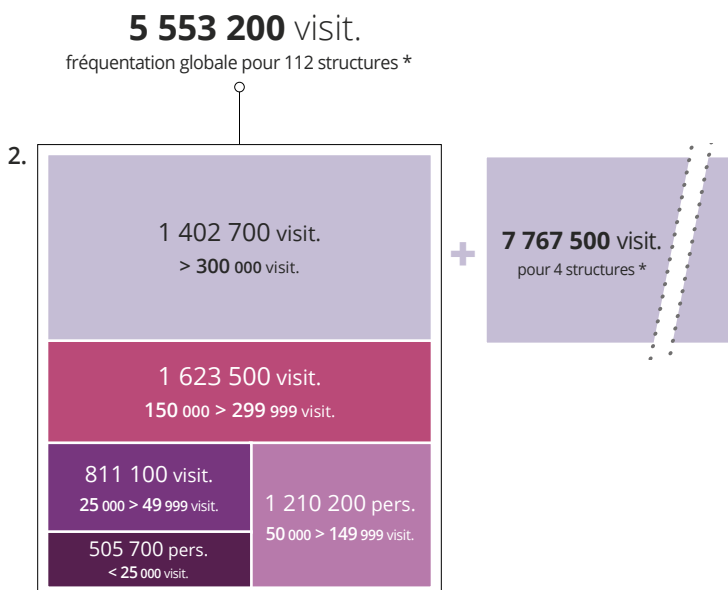 5 553 200 visit.
fréquentation globale pour 112 structures *
2.
1 402 700 visit.
> 300 000 visit.
+
7 767 500 visit.
pour 4 structures *
1 623 500 visit.
150 000 > 299 999 visit.
811 100 visit.
25 000 > 49 999 visit.
1 210 200 pers.
50 000 > 149 999 visit.
505 700 pers.
< 25 000 visit.